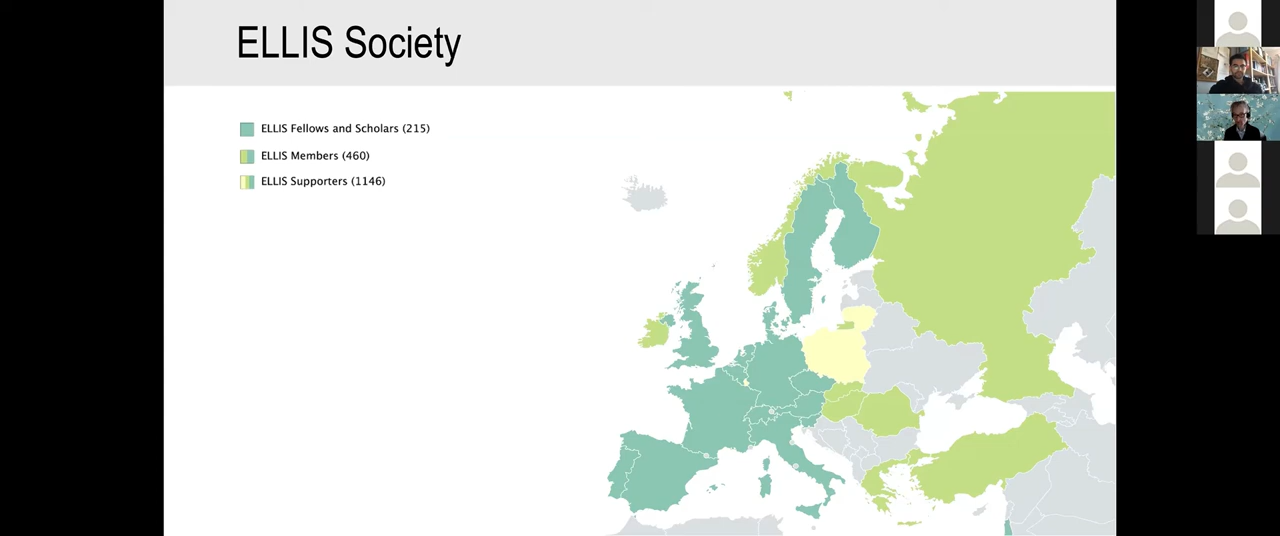 ELLIS Society
ELLIS Fellows and Scholars (215)
ELLIS Members (460)
ELLIS Supporters (1146)